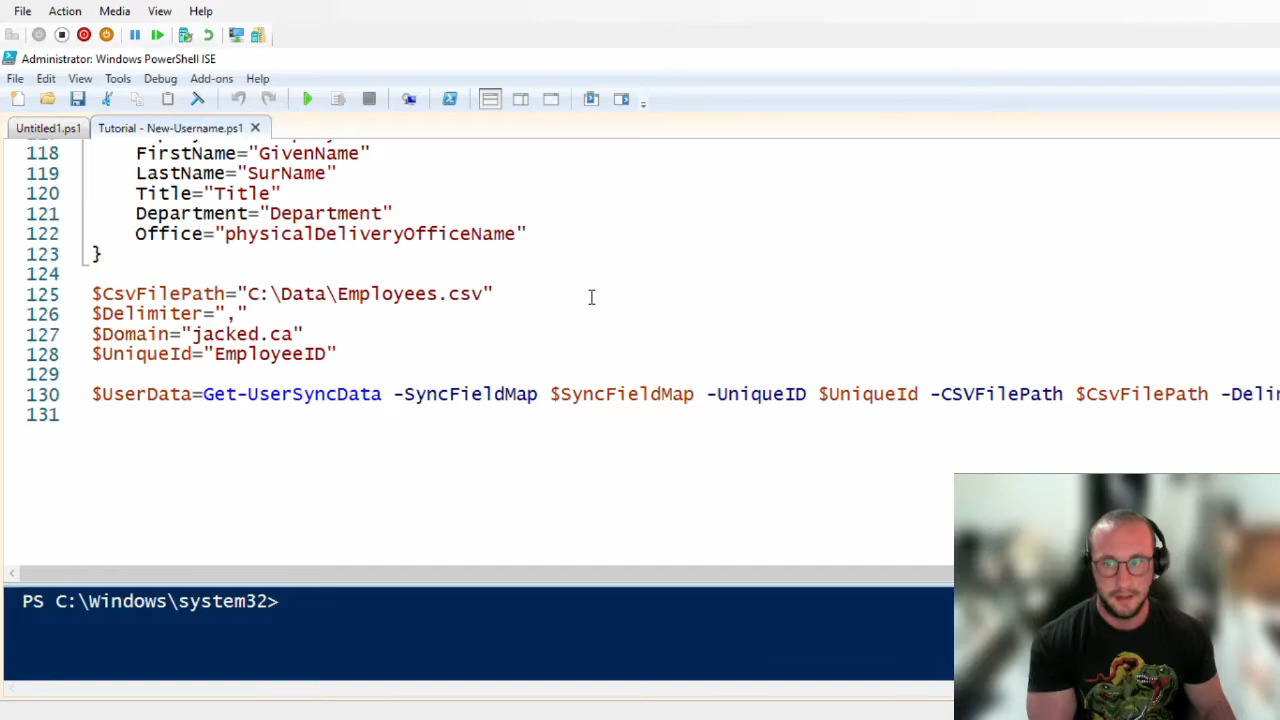 File Action Media View Help
Administrator: Windows PowerShell ISE
File Edit View Tools Debug Add-ons Help
Untitled1.ps1 Tutorial - New-Username.ps1
118 FirstName="GivenName"
119 LastName="SurName"
120 Title="Title"
121 Department="Department"
122 Office="physicalDeliveryOfficeName"
123 }
124
125 $CsvFilePath="C:\Data\Employees.csv"
126 $Delimiter=","
127 $Domain="jacked.ca"
128 $UniqueId="EmployeeID"
129
130 $UserData=Get-UserSyncData -SyncFieldMap $SyncFieldMap -UniqueID $UniqueId -CSVFilePath $CsvFilePath -Delim
131
PS C:\Windows\system32>